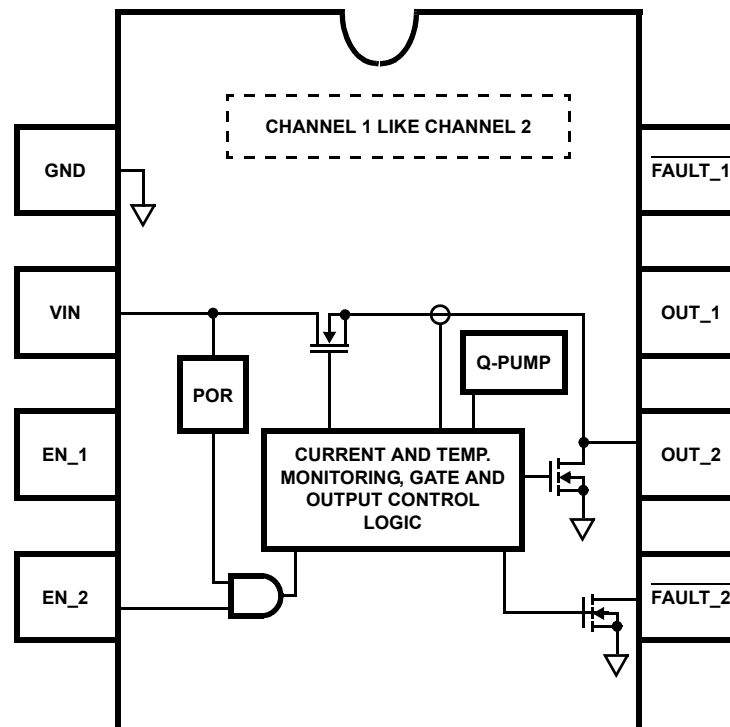 CHANNEL 1 LIKE CHANNEL 2
GND
FAULT_1
VIN
OUT_1
Q-PUMP
POR
EN_1
CURRENT AND TEMP.
MONITORING, GATE AND
OUTPUT CONTROL
LOGIC
OUT_2
EN_2
FAULT_2